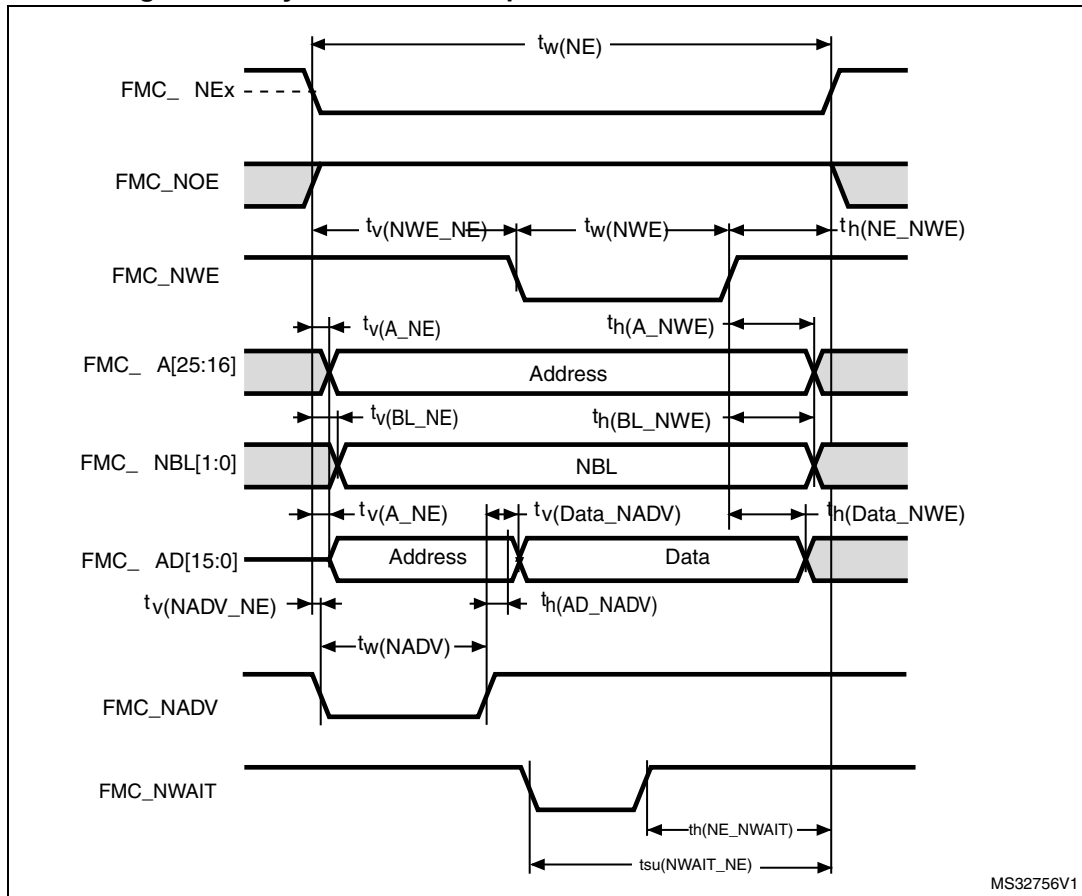 tw(NE)
FMC_ NEx
FMC_NOE
tv(NWE_NE) tw(NWE) th(NE_NWE)
FMC_NWE
tv(A_NE) th(A_NWE)
FMC_ A[25:16] Address
tv(BL_NE) th(BL_NWE)
FMC_ NBL[1:0] NBL
tv(A_NE) tv(Data_NADV) th(Data_NWE)
FMC_ AD[15:0] Address Data
tv(NADV_NE) th(AD_NADV)
tw(NADV)
FMC_NADV
FMC_NWAIT
th(NE_NWAIT)
tsu(NWAIT_NE)
MS32756V1